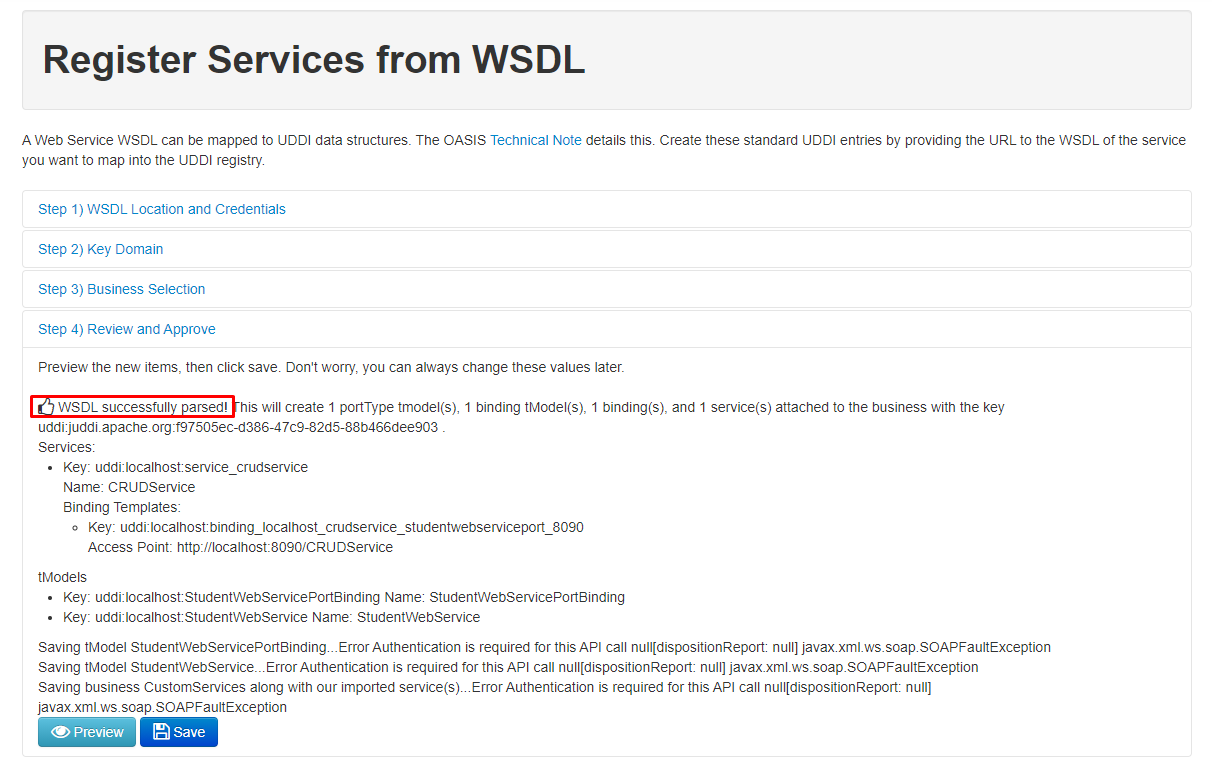 Register Services from WSDL
A Web Service WSDL can be mapped to UDDI data structures. The OASIS Technical Note details this. Create these standard UDDI entries by providing the URL to the WSDL of the service
you want to map into the UDDI registry.
Step 1) WSDL Location and Credentials
Step 2) Key Domain
Step 3) Business Selection
Step 4) Review and Approve
Preview the new items, then click save. Don't worry, you can always change these values later.
WSDL successfully parsed! This will create 1 portType tmodel(s), 1 binding tModel(s), 1 binding(s), and 1 service(s) attached to the business with the key
uddi:juddi.apache.org:f97505ec-d386-47c9-82d5-88b466dee903 .
Services:
• Key: uddi:localhost:service_crudservice
Name: CRUDService
Binding Templates:
◦ Key: uddi:localhost:binding_localhost_crudservice_studentwebserviceport_8090
Access Point: http://localhost:8090/CRUDService
tModels
• Key: uddi:localhost:StudentWebServicePortBinding Name: StudentWebServicePortBinding
• Key: uddi:localhost:StudentWebService Name: StudentWebService
Saving tModel StudentWebServicePortBinding...Error Authentication is required for this API call null[dispositionReport: null] javax.xml.ws.soap.SOAPFaultException
Saving tModel StudentWebService...Error Authentication is required for this API call null[dispositionReport: null] javax.xml.ws.soap.SOAPFaultException
Saving business CustomServices along with our imported service(s)...Error Authentication is required for this API call null[dispositionReport: null]
javax.xml.ws.soap.SOAPFaultException
Preview Save